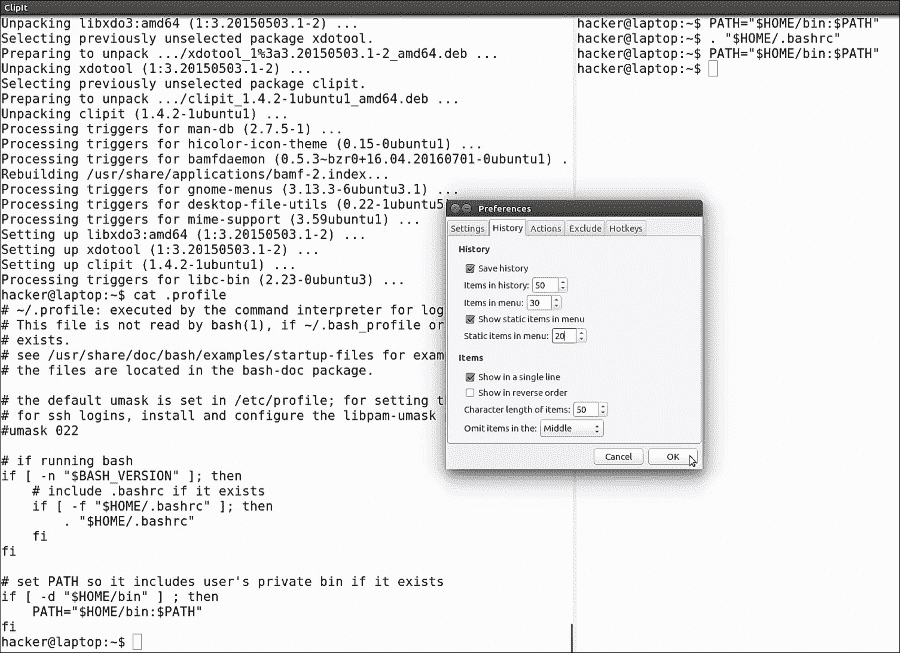 ClipIt
Unpacking libxdo3:amd64 (1:3.20150503.1-2) ...
Selecting previously unselected package xdotool.
Preparing to unpack .../xdotool_1%3a3.20150503.1-2_amd64.deb ...
Unpacking xdotool (1:3.20150503.1-2) ...
Selecting previously unselected package clipit.
Preparing to unpack .../clipit_1.4.2-1ubuntu1_amd64.deb ...
Unpacking clipit (1.4.2-1ubuntu1) ...
Processing triggers for man-db (2.7.5-1) ...
Processing triggers for hicolor-icon-theme (0.15-0ubuntu1) ...
Processing triggers for bamfdaemon (0.5.3~bzr0+16.04.20160701-0ubuntu1) .
Rebuilding /usr/share/applications/bamf-2.index...
Processing triggers for gnome-menus (3.13.3-6ubuntu3.1) ...
Processing triggers for desktop-file-utils (0.22-1ubuntu5
Processing triggers for mime-support (3.59ubuntu1) ...
Setting up libxdo3:amd64 (1:3.20150503.1-2) ...
Setting up xdotool (1:3.20150503.1-2) ...
Setting up clipit (1.4.2-1ubuntu1) ...
Processing triggers for libc-bin (2.23-0ubuntu3) ...
hacker@laptop:~$ cat .profile
# ~/.profile: executed by the command interpreter for log
# This file is not read by bash(1), if ~/.bash_profile or
# exists.
# see /usr/share/doc/bash/examples/startup-files for exam
# the files are located in the bash-doc package.
# the default umask is set in /etc/profile; for setting t
# for ssh logins, install and configure the libpam-umask
#umask 022
# if running bash
if [ -n "$BASH_VERSION" ]; then
# include .bashrc if it exists
if [ -f "$HOME/.bashrc" ]; then
. "$HOME/.bashrc"
fi
fi
# set PATH so it includes user's private bin if it exists
if [ -d "$HOME/bin" ] ; then
PATH="$HOME/bin:$PATH"
fi
hacker@laptop:~$
hacker@laptop:~$ PATH="$HOME/bin:$PATH"
hacker@laptop:~$ . "$HOME/.bashrc"
hacker@laptop:~$ PATH="$HOME/bin:$PATH"
hacker@laptop:~$
Preferences
Settings History Actions Exclude Hotkeys
History
Save history
Items in history: 50
Items in menu: 30
Show static items in menu
Static items in menu: 20
Items
Show in a single line
Show in reverse order
Character length of items: 50
Omit items in the: Middle
Cancel OK